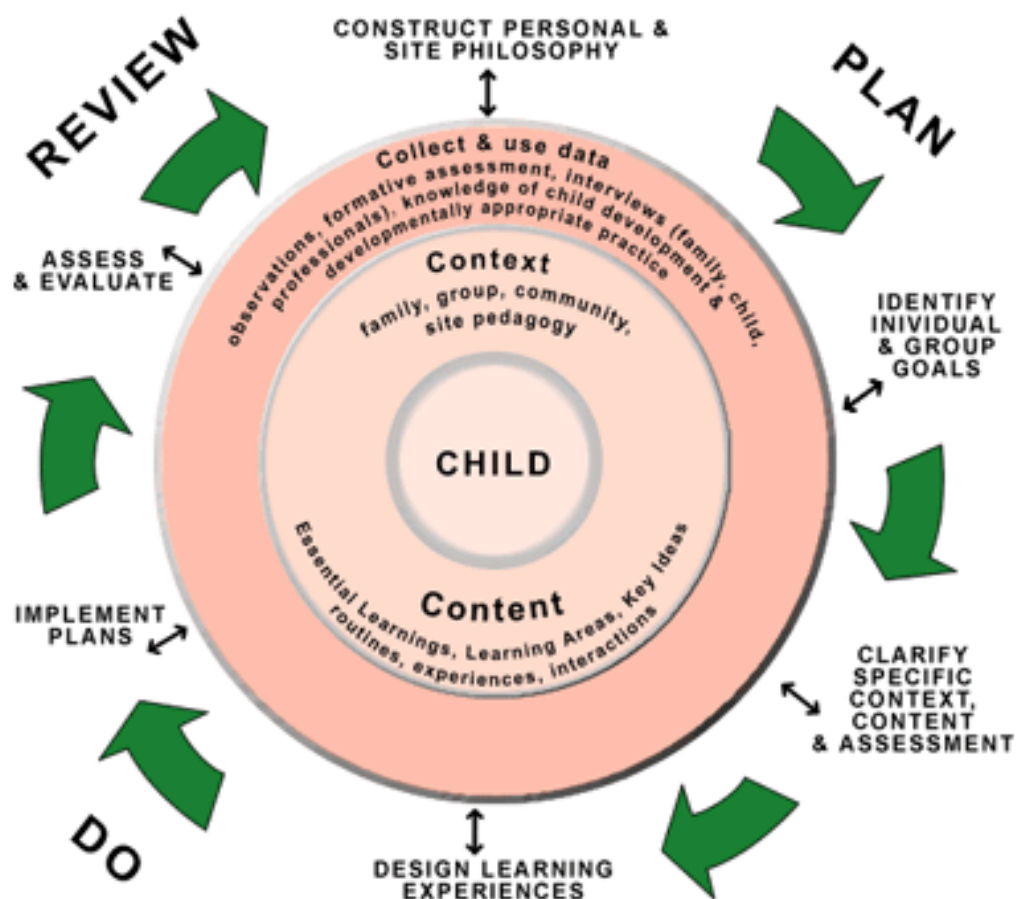 CONSTRUCT PERSONAL &
SITE PHILOSOPHY
REVIEW
PLAN
Collect & use data
observations, formative assessment, interviews (family, child,
professionals), knowledge of child development &
developmentally appropriate practice
ASSESS
& EVALUATE
Context
family, group, community,
site pedagogy
IDENTIFY
INIVIDUAL
& GROUP
GOALS
CHILD
Content
Essential Learnings, Learning Areas, Key Ideas
routines, experiences, interactions
IMPLEMENT
PLANS
CLARIFY
SPECIFIC
CONTEXT,
CONTENT
& ASSESSMENT
DO
DESIGN LEARNING
EXPERIENCES